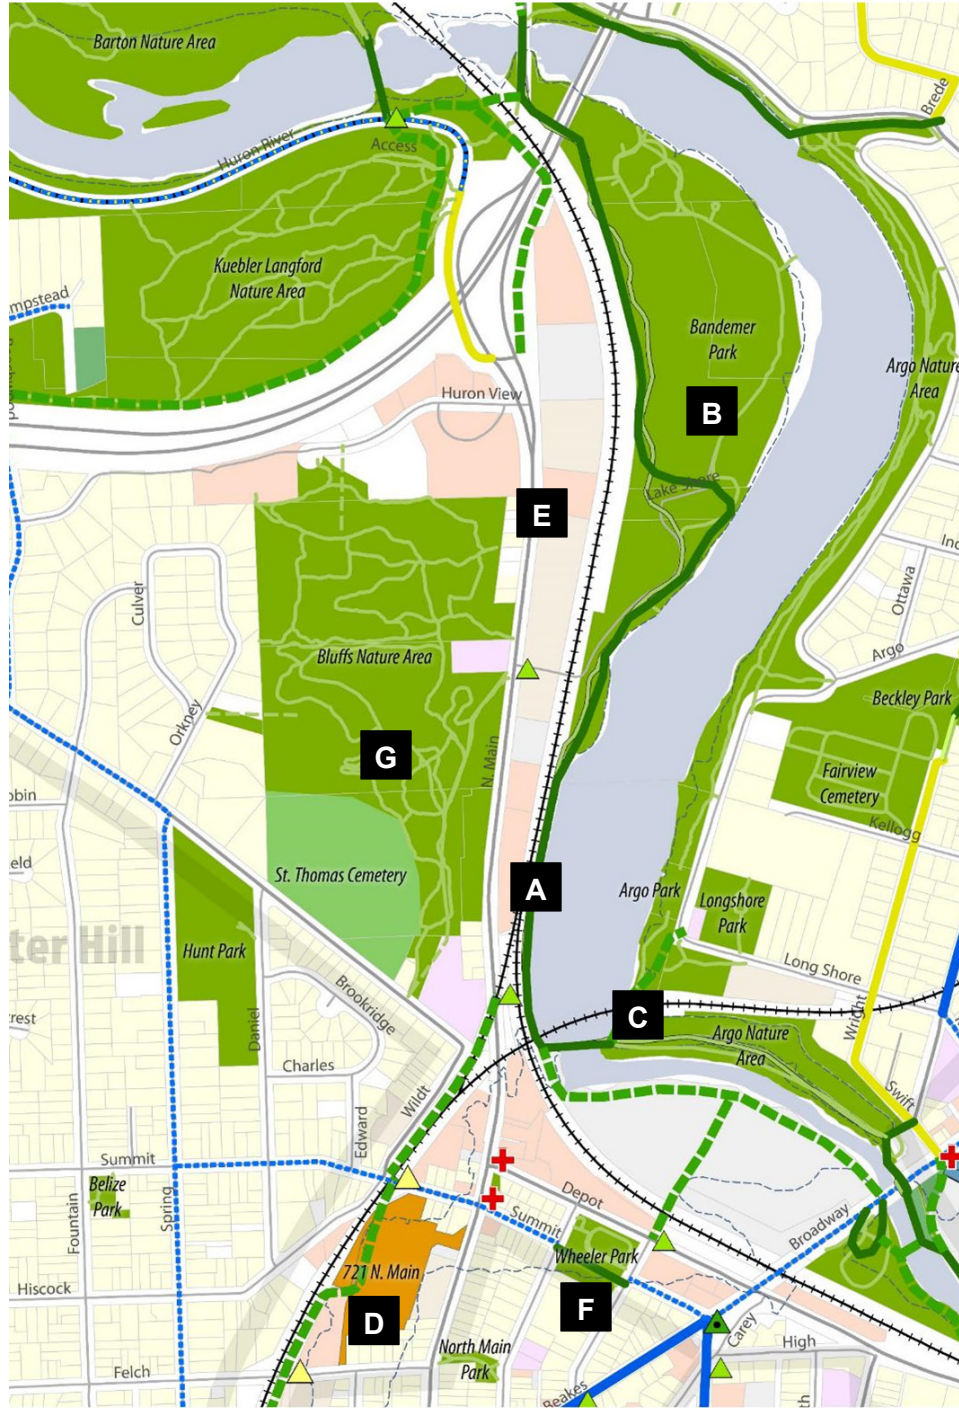 Barton Nature Area
Brede
Huron River
Access
Kuebler Langford
Nature Area
Bandemer
Park
Argo Nature
Area
Huron View
B
Lake Shore
E
Culver
Ottawa
Argo
Bluffs Nature Area
Beckley Park
Orkney
G
N. Main
Fairview
Cemetery
Kellogg
St. Thomas Cemetery
A
Argo Park
Longshore
Park
Hunt Park
ter Hill
Long Shore
Brookridge
Daniel
C
Wright
Argo Nature
Area
Charles
Wildt
Swift
Edward
Summit
Belize
Park
Fountain
Spring
Depot
Summit
Broadway
Wheeler Park
721 N. Main
Hiscock
D
F
Carey
High
North Main
Park
Felch
Beakes